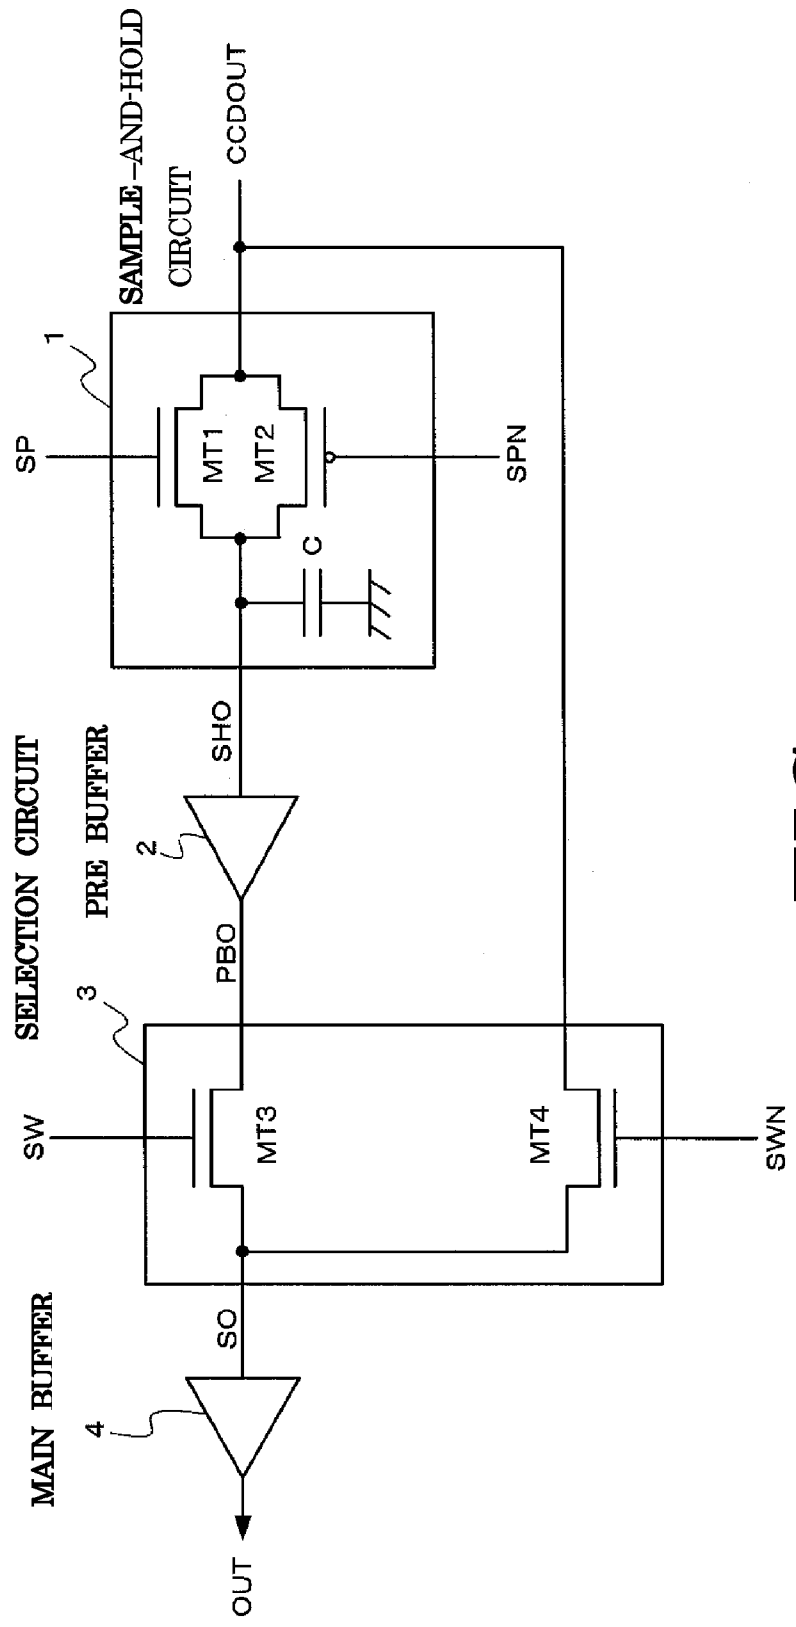 SAMPLE-AND-HOLD
CIRCUIT
CCDOUT
1
SP
MT1
MT2
SPN
C
SHO
SELECTION CIRCUIT
PRE BUFFER
2
PBO
3
SW
MT3
MT4
SWN
MAIN BUFFER
SO
4
OUT